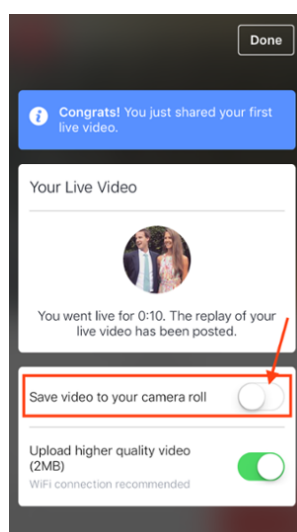 Done
Congrats! You just shared your first
live video.
Your Live Video
You went live for 0:10. The replay of your
live video has been posted.
Save video to your camera roll
Upload higher quality video
(2MB)
WiFi connection recommended